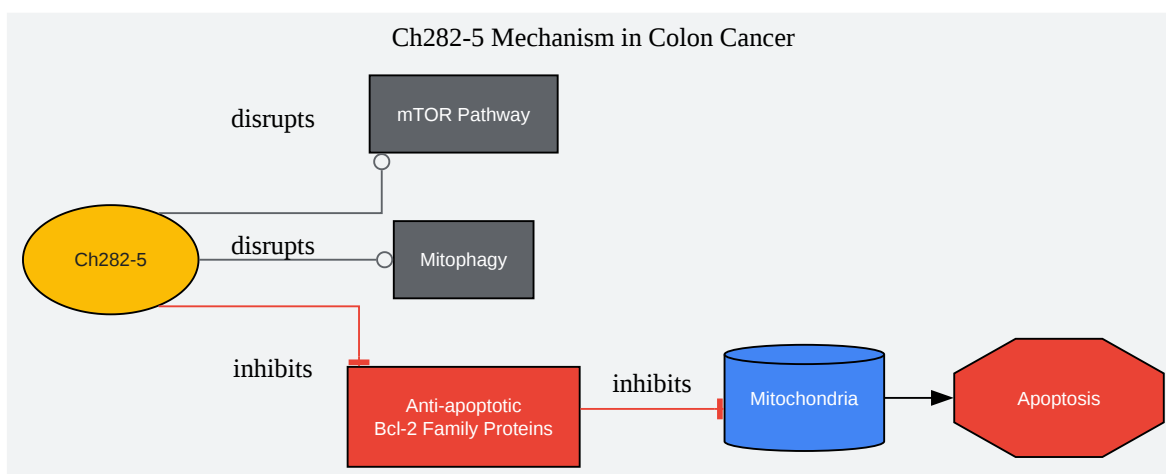 Ch282-5 Mechanism in Colon Cancer
disrupts
mTOR Pathway
Ch282-5
disrupts
Mitophagy
inhibits
Anti-apoptotic
Bcl-2 Family Proteins
inhibits
Mitochondria
Apoptosis